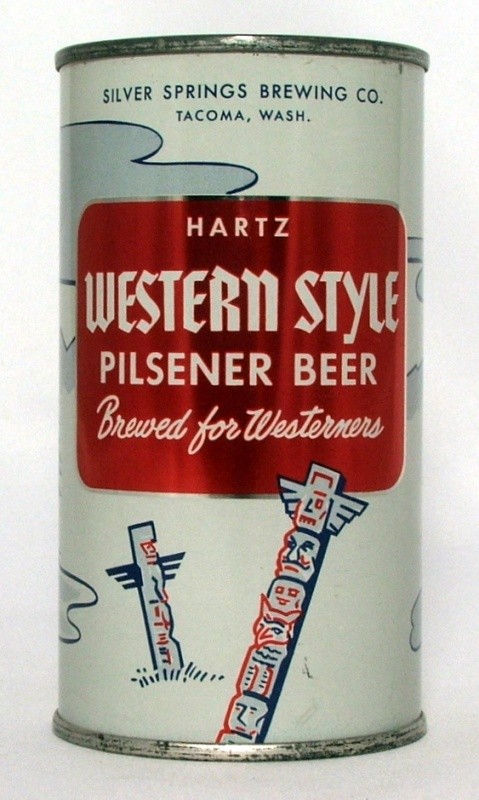 SILVER SPRINGS BREWING CO.
TACOMA, WASH.
HARTZ
WESTERN STYLE
PILSENER BEER
Brewed for Westerners